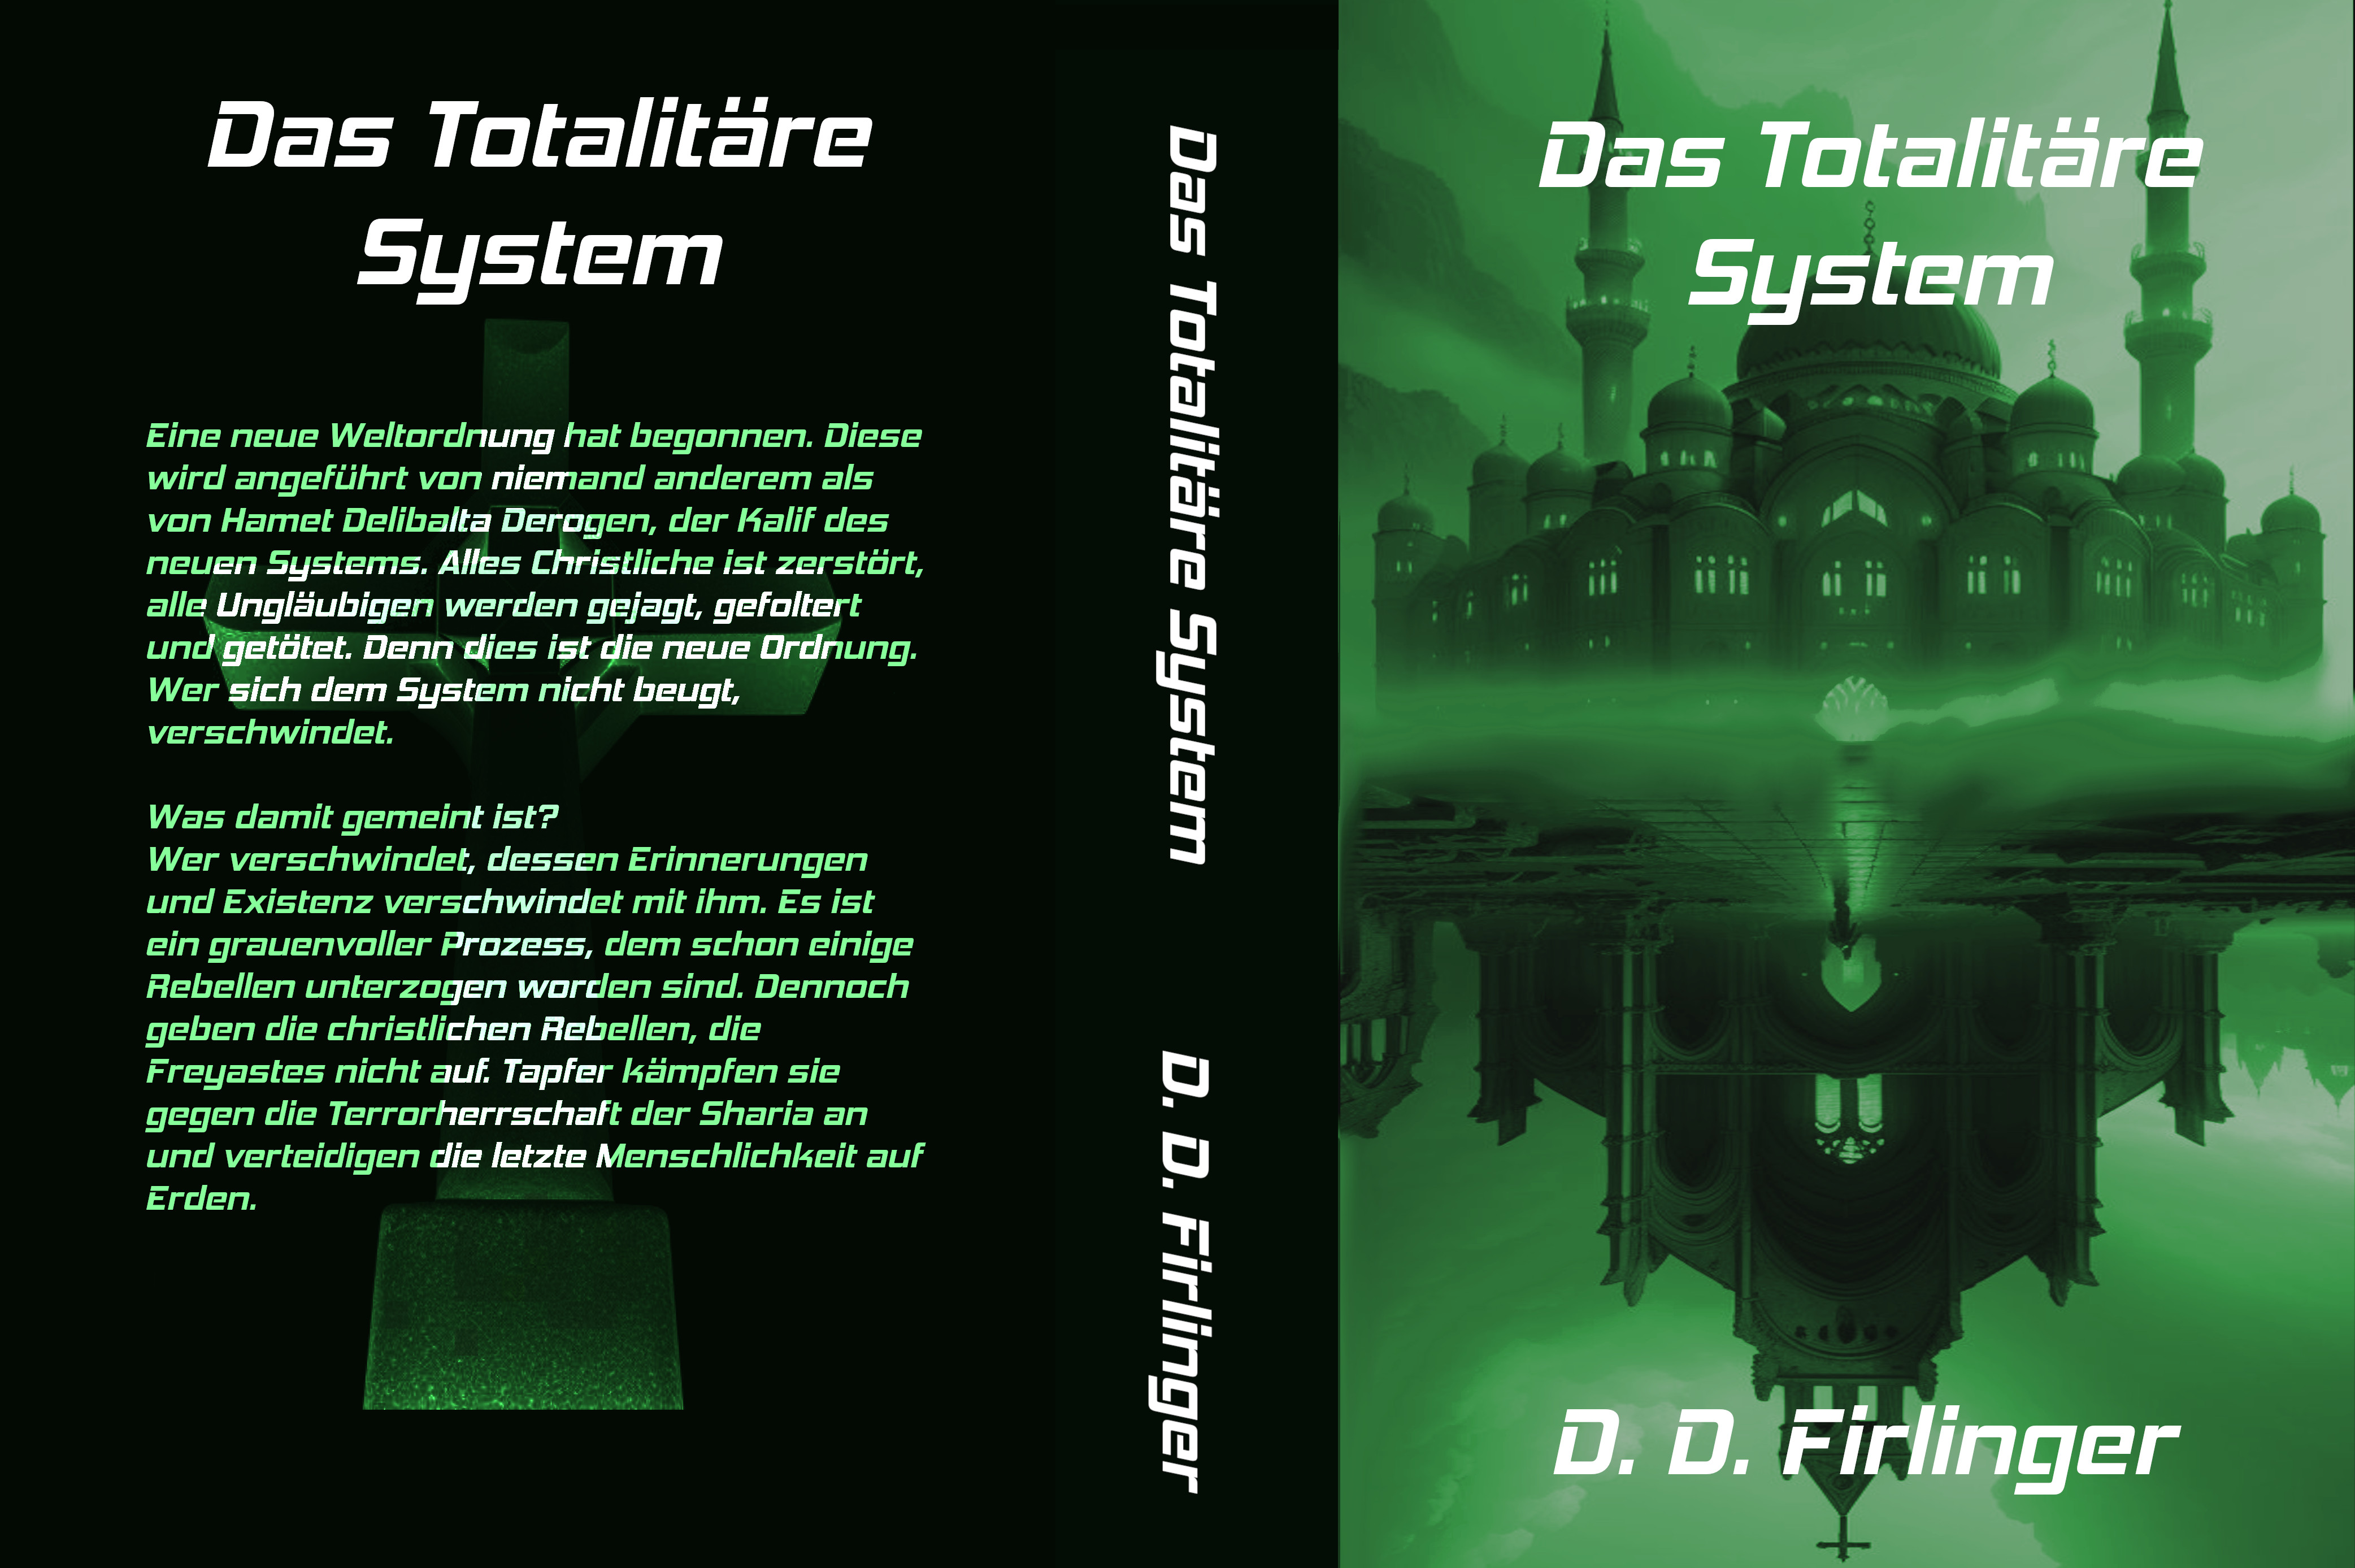 Das Totalitäre
System
Eine neue Weltordnung hat begonnen. Diese
wird angeführt von niemand anderem als
von Hamet Delibalta Derogen, der Kalif des
neuen Systems. Alles Christliche ist zerstört,
alle Ungläubigen werden gejagt, gefoltert
und getötet. Denn dies ist die neue Ordnung.
Wer sich dem System nicht beugt,
verschwindet.
Was damit gemeint ist?
Wer verschwindet, dessen Erinnerungen
und Existenz verschwindet mit ihm. Es ist
ein grauenvoller Prozess, dem schon einige
Rebellen unterzogen worden sind. Dennoch
geben die christlichen Rebellen, die
Freyastes nicht auf. Tapfer kämpfen sie
gegen die Terrorherrschaft der Sharia an
und verteidigen die letzte Menschlichkeit auf
Erden.
Das Totalitäre System
D. D. Firlinger
Das Totalitäre
System
D. D. Firlinger